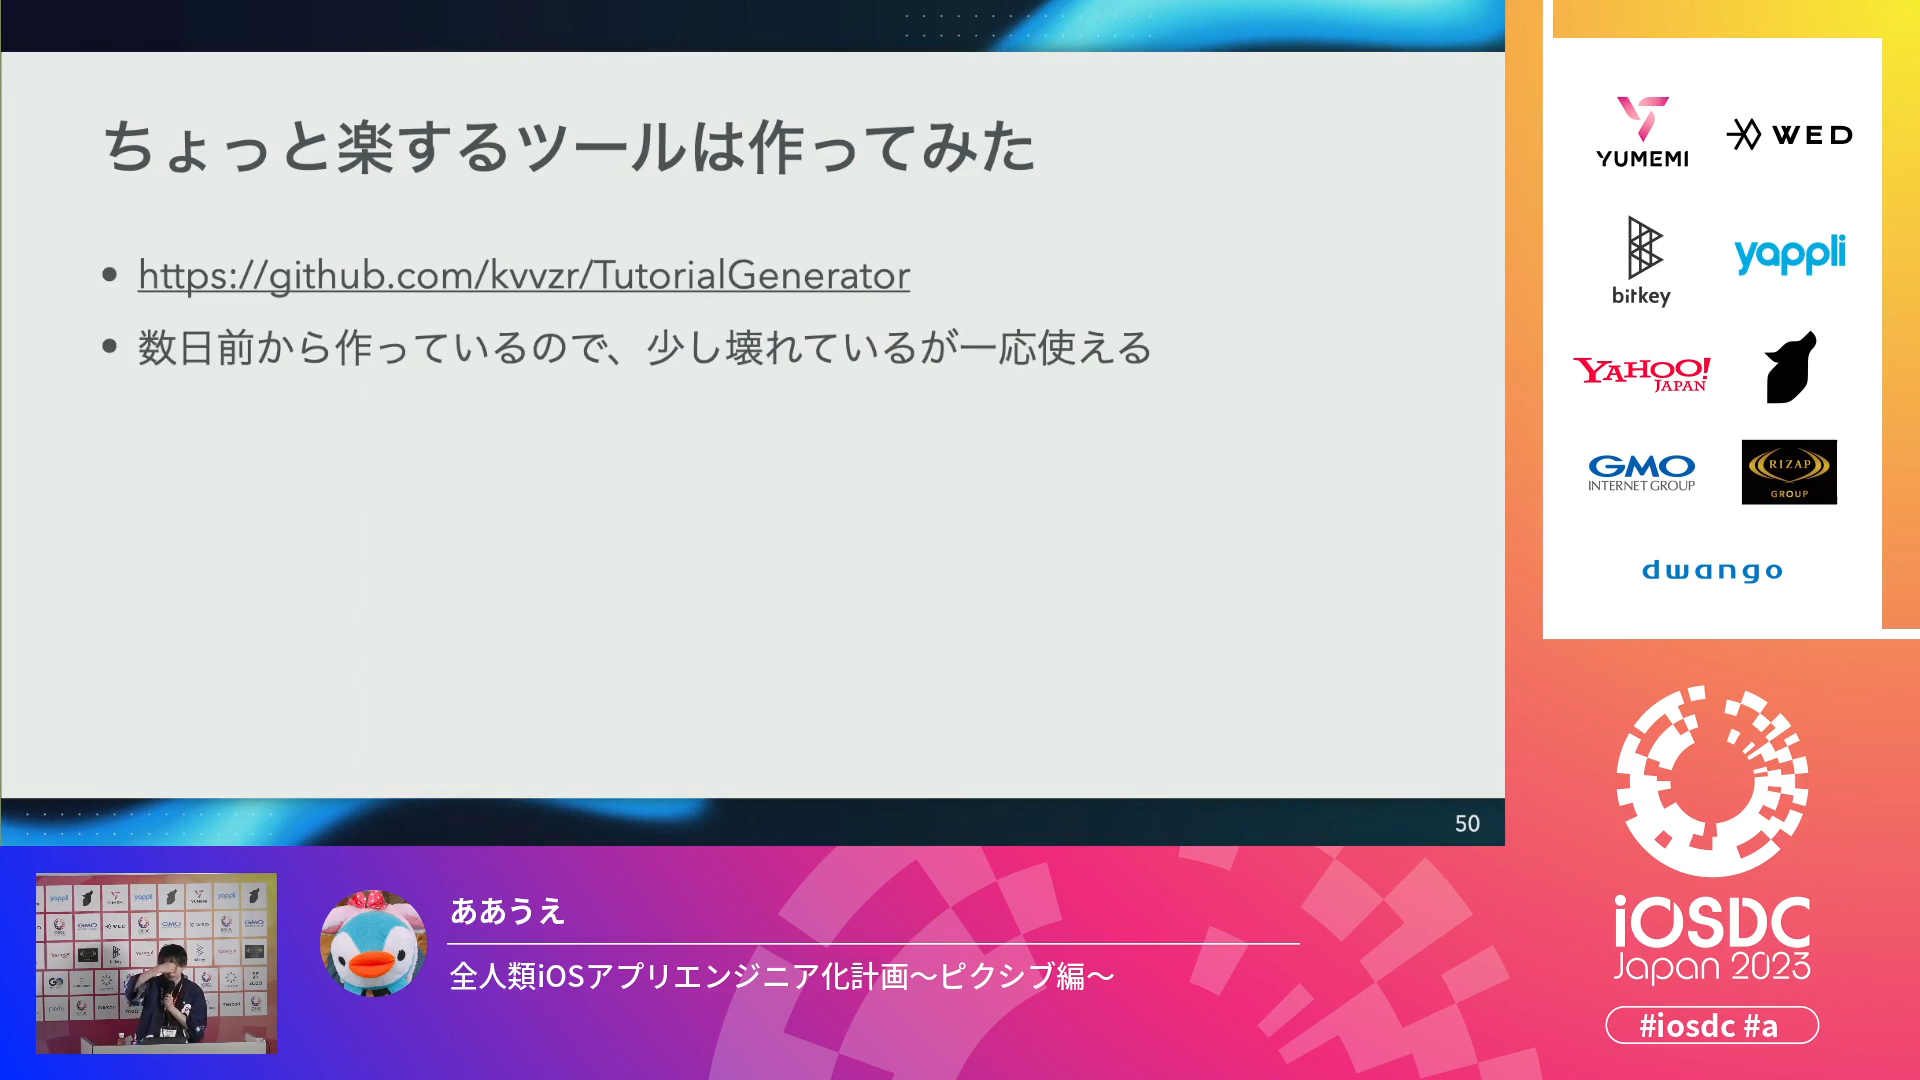 ちょっと楽するツールは作ってみた
• https://github.com/kvvzr/TutorialGenerator
• 数日前から作っているので、少し壊れているが一応使える
50
YUMEMI
WED
bitkey
yappli
YAHOO!
JAPAN
GMO
INTERNET GROUP
RIZAP
GROUP
dwango
iOSDC
Japan 2023
#iosdc #a
ああうえ
全人類iOSアプリエンジニア化計画〜ピクシブ編〜